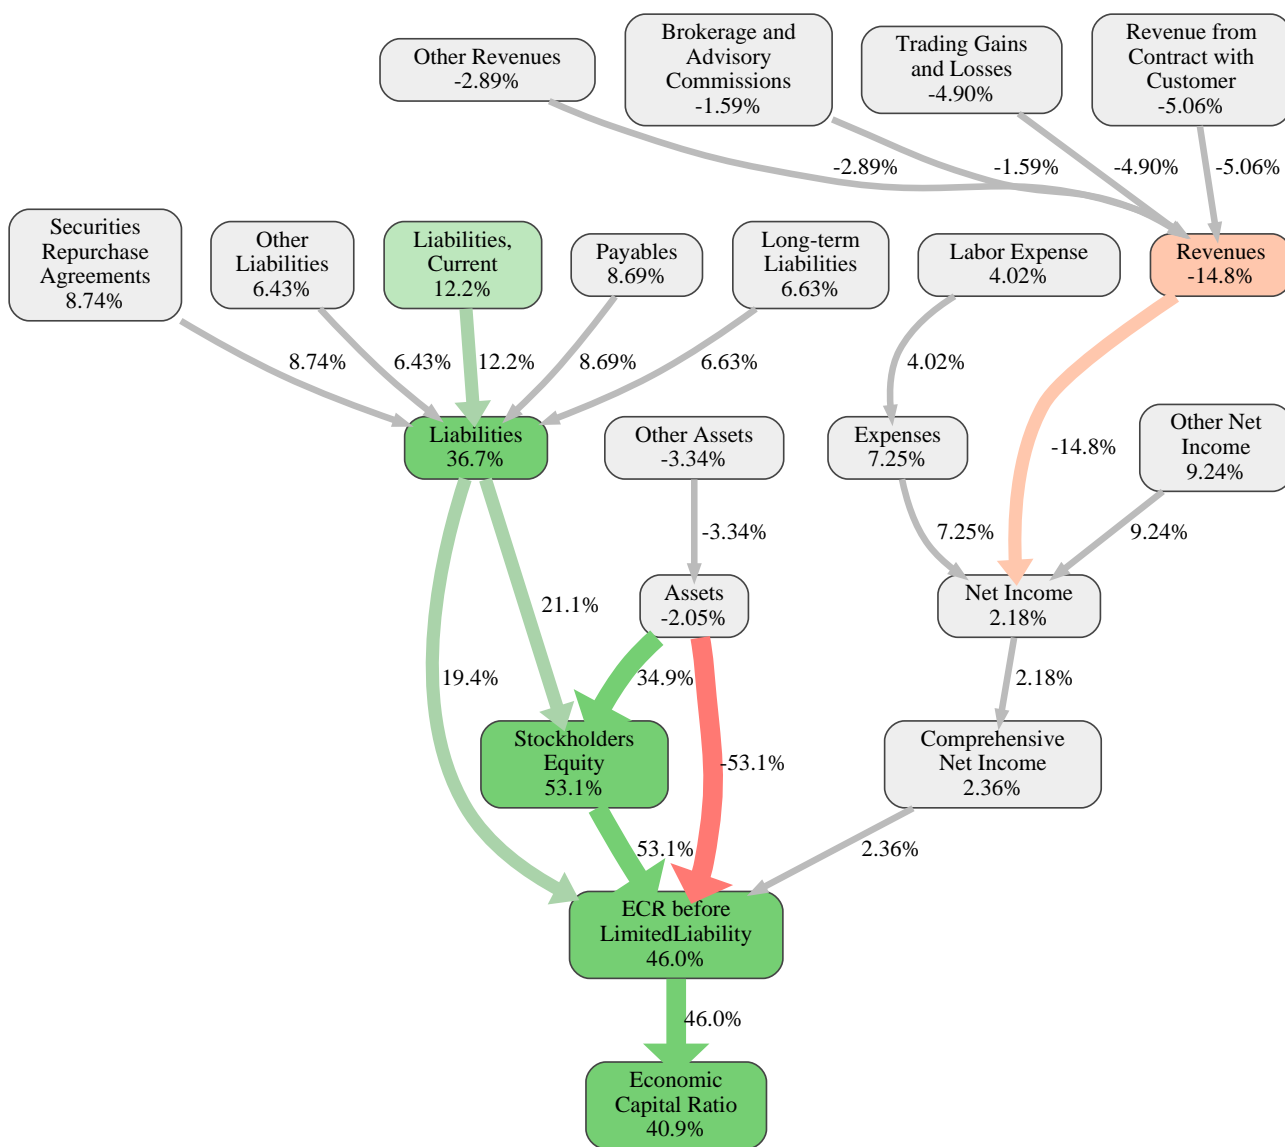 Other Revenues
-2.89%
Brokerage and
Advisory
Commissions
-1.59%
Trading Gains
and Losses
-4.90%
Revenue from
Contract with
Customer
-5.06%
-2.89%
-1.59%
-4.90%
-5.06%
Securities
Repurchase
Agreements
8.74%
Other
Liabilities
6.43%
Liabilities,
Current
12.2%
Payables
8.69%
Long-term
Liabilities
6.63%
Labor Expense
4.02%
Revenues
-14.8%
8.74%
6.43%
12.2%
8.69%
6.63%
4.02%
-14.8%
Liabilities
36.7%
Other Assets
-3.34%
Expenses
7.25%
Other Net
Income
9.24%
-3.34%
7.25%
9.24%
21.1%
Assets
-2.05%
Net Income
2.18%
19.4%
34.9%
-53.1%
2.18%
Stockholders
Equity
53.1%
Comprehensive
Net Income
2.36%
53.1%
2.36%
ECR before
LimitedLiability
46.0%
46.0%
Economic
Capital Ratio
40.9%